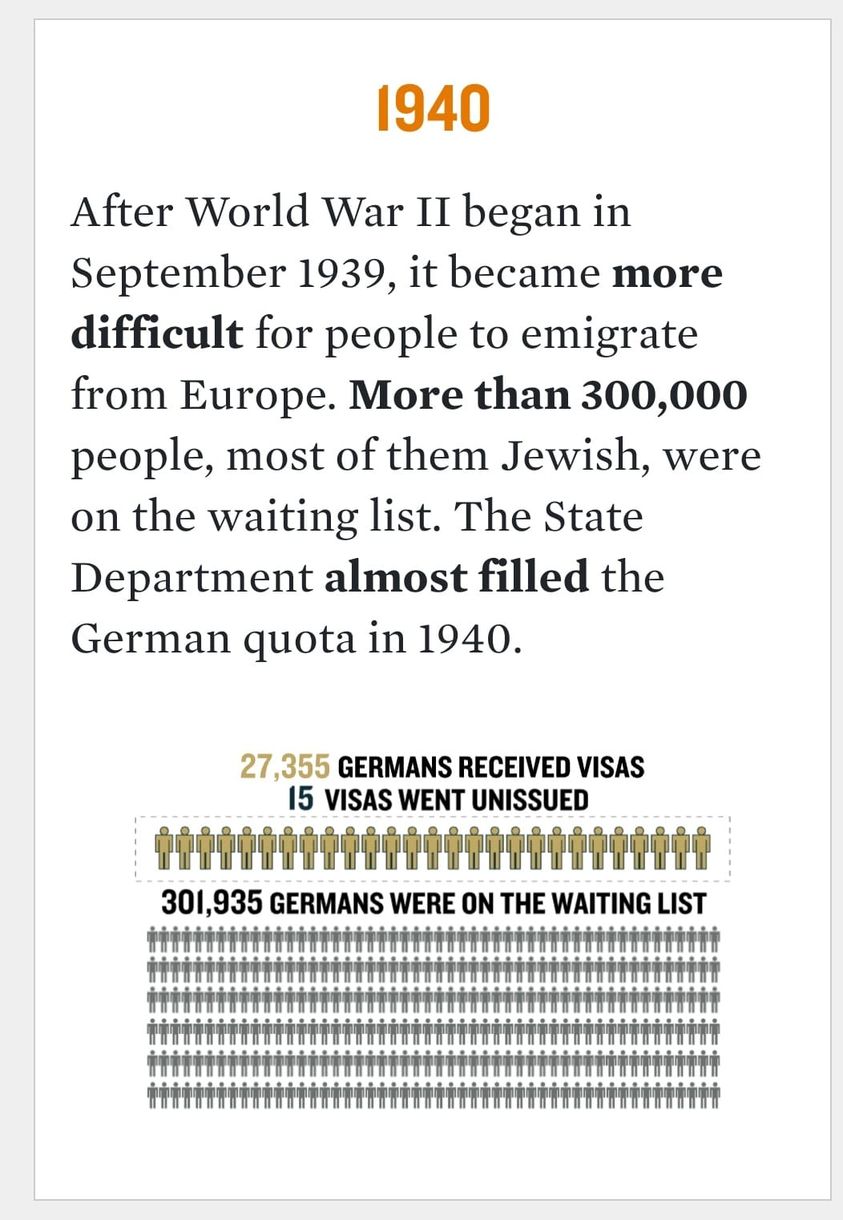 1940
After World War II began in
September 1939, it became more
difficult for people to emigrate
from Europe. More than 300,000
people, most of them Jewish, were
on the waiting list. The State
Department almost filled the
German quota in 1940.
27,355 GERMANS RECEIVED VISAS
15 VISAS WENT UNISSUED
301,935 GERMANS WERE ON THE WAITING LIST